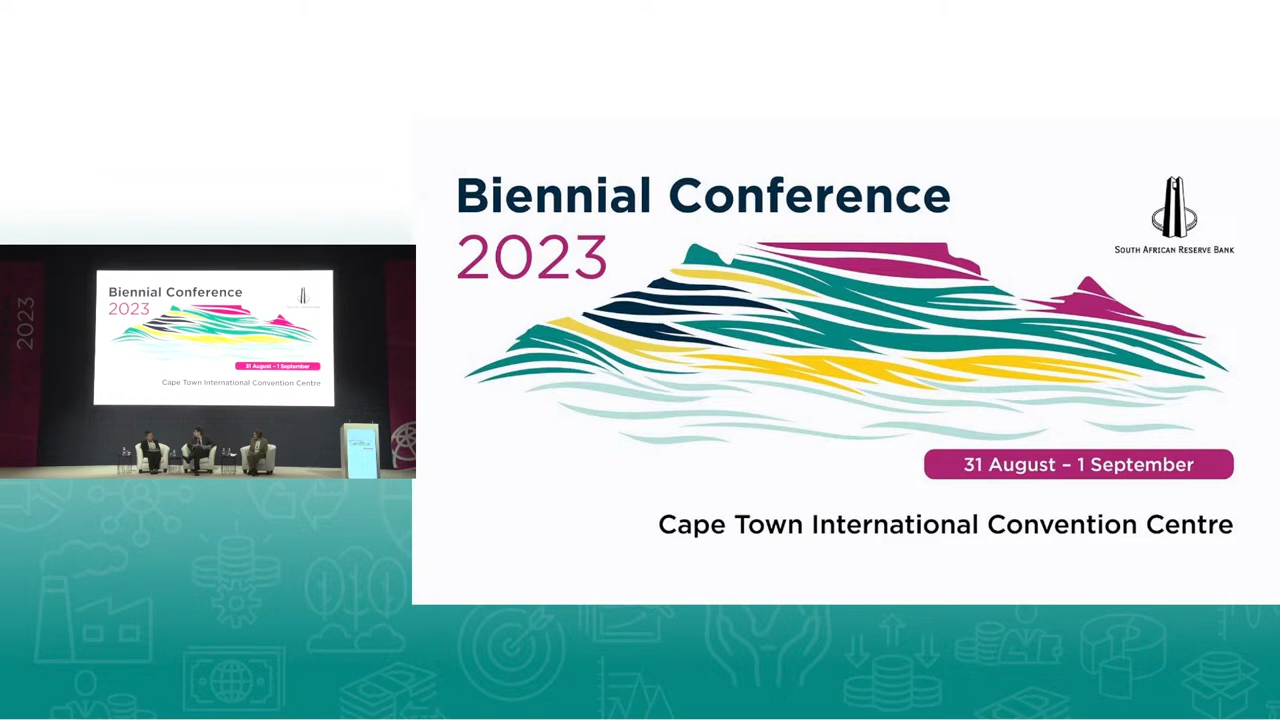 Biennial Conference
2023
SOUTH AFRICAN RESERVE BANK
31 August – 1 September
Cape Town International Convention Centre
2023
Biennial Conference
2023
31 August – 1 September
Cape Town International Convention Centre